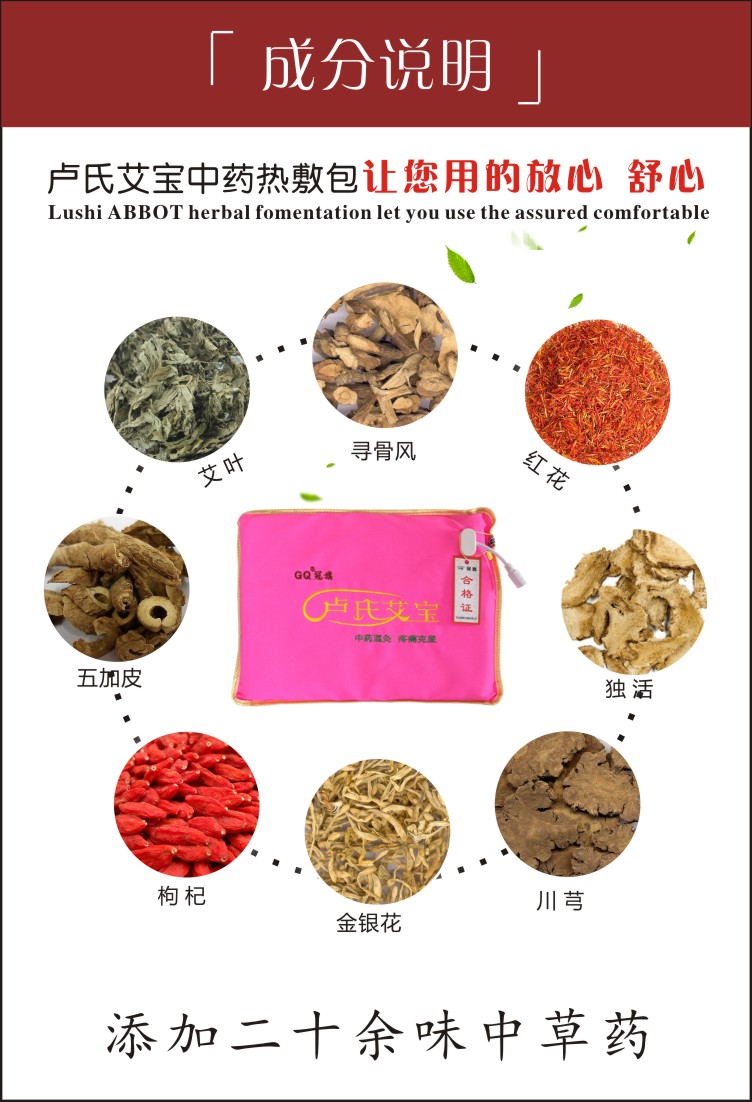 「 成分说明 」
卢氏艾宝中药热敷包让您用的放心 舒心
Lushi ABBOT herbal fomentation let you use the assured comfortable
寻骨风
艾叶
红花
GQ®冠旗
合格证
卢氏艾宝
中药温灸 疼痛克星
五加皮
独活
枸杞
金银花
川芎
添加二十余味中草药